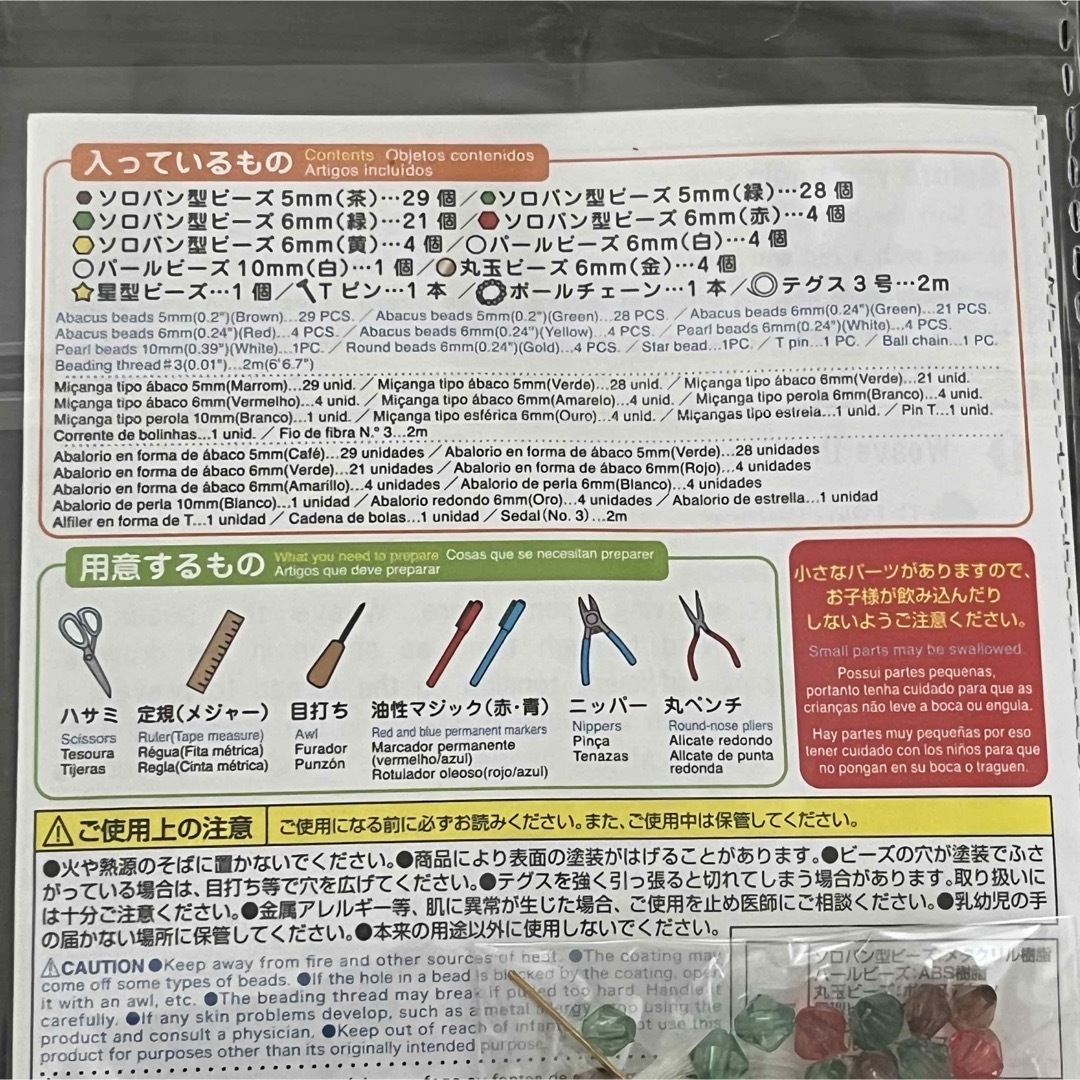 入っているもの Contents Objetos contenidos
Artigos incluídos
ソロバン型ビーズ 5mm(茶)…29 個／ソロバン型ビーズ 5mm(緑)…28 個
ソロバン型ビーズ 6mm(緑)…21 個／ソロバン型ビーズ 6mm(赤)…4 個
ソロバン型ビーズ 6mm(黄)…4 個／パールビーズ 6mm(白)…4 個
パールビーズ 10mm(白)…1 個／丸玉ビーズ 6mm(金)…4 個
星型ビーズ…1 個／Tピン…1 本／ボールチェーン…1 本／テグス3号…2m
Abacus beads 5mm(0.2")(Brown)...29 PCS.／Abacus beads 5mm(0.2")(Green)...28 PCS.／Abacus beads 6mm(0.24")(Green)...21 PCS.
Abacus beads 6mm(0.24")(Red)...4 PCS.／Abacus beads 6mm(0.24")(Yellow)...4 PCS.／Pearl beads 6mm(0.24")(White)...4 PCS.
Pearl beads 10mm(0.39")(White)...1PC.／Round beads 6mm(0.24")(Gold)...4 PCS.／Star bead...1PC.／T pin...1 PC.／Ball chain...1 PC.
Beading thread#3(0.01")...2m(6'6.7")
Miçanga tipo ábaco 5mm(Marrom)...29 unid.／Miçanga tipo ábaco 5mm(Verde)...28 unid.／Miçanga tipo ábaco 6mm(Verde)...21 unid.
Miçanga tipo ábaco 6mm(Vermelho)...4 unid.／Miçanga tipo ábaco 6mm(Amarelo)...4 unid.／Miçanga tipo perola 6mm(Branco)...4 unid.
Miçanga tipo perola 10mm(Branco)...1 unid.／Miçanga tipo esférica 6mm(Ouro)...4 unid.／Miçangas tipo estreia...1 unid.／Pin T...1 unid.
Corrente de bolinhas...1 unid.／Fio de fibra N.º 3...2m
Abalorio en forma de ábaco 5mm(Café)...29 unidades／Abalorio en forma de ábaco 5mm(Verde)...28 unidades
Abalorio en forma de ábaco 6mm(Verde)...21 unidades／Abalorio en forma de ábaco 6mm(Rojo)...4 unidades
Abalorio en forma de ábaco 6mm(Amarillo)...4 unidades／Abalorio de perla 6mm(Blanco)...4 unidades
Abalorio de perla 10mm(Blanco)...1 unidad／Abalorio redondo 6mm(Oro)...4 unidades／Abalorio de estrella...1 unidad
Alfiler en forma de T...1 unidad／Cadena de bolas...1 unidad／Sedal(No. 3)...2m
用意するもの What you need to prepare Cosas que se necesitan preparer
Artigos que deve preparar
ハサミ
Scissors
Tesoura
Tijeras
定規(メジャー)
Ruler(Tape measure)
Régua(Fita métrica)
Regla(Cinta métrica)
目打ち
Awl
Furador
Punzón
油性マジック(赤・青)
Red and blue permanent markers
Marcador permanente
(vermelho/azul)
Rotulador oleoso(rojo/azul)
ニッパー
Nippers
Pinça
Tenazas
丸ペンチ
Round-nose pliers
Alicate redondo
Alicate de punta
redonda
小さなパーツがありますので、
お子様が飲み込んだり
しないようご注意ください。
Small parts may be swallowed.
Possui partes pequenas,
portanto tenha cuidado para que as
crianças não leve a boca ou engula.
Hay partes muy pequeñas por eso
tener cuidado con los niños para que
no pongan en su boca o traguen.
ご使用上の注意 ご使用になる前に必ずお読みください。また、ご使用中は保管してください。
●火や熱源のそばに置かないでください。●商品により表面の塗装がはげることがあります。●ビーズの穴が塗装でふさ
がっている場合は、目打ち等で穴を広げてください。●テグスを強く引っ張ると切れてしまう場合があります。取り扱いに
は十分ご注意ください。●金属アレルギー等、肌に異常が生じた場合、ご使用を止め医師にご相談ください。●乳幼児の手
の届かない場所に保管してください。●本来の用途以外に使用しないでください。
CAUTION ●Keep away from fire and other sources of heat. ●The coating may
come off some types of beads. ●If the hole in a bead is blocked by the coating, open
it with an awl, etc. ●The beading thread may break if pulled too hard. Handle it
carefully. ●If any skin problems develop, such as a metal using the
product and consult a physician. ●Keep out of reach of use this
product for purposes other than its originally intended purpose
ソロバン型ビーズ:メタクリル樹脂
パールビーズ:ABS樹脂
丸玉ビーズ